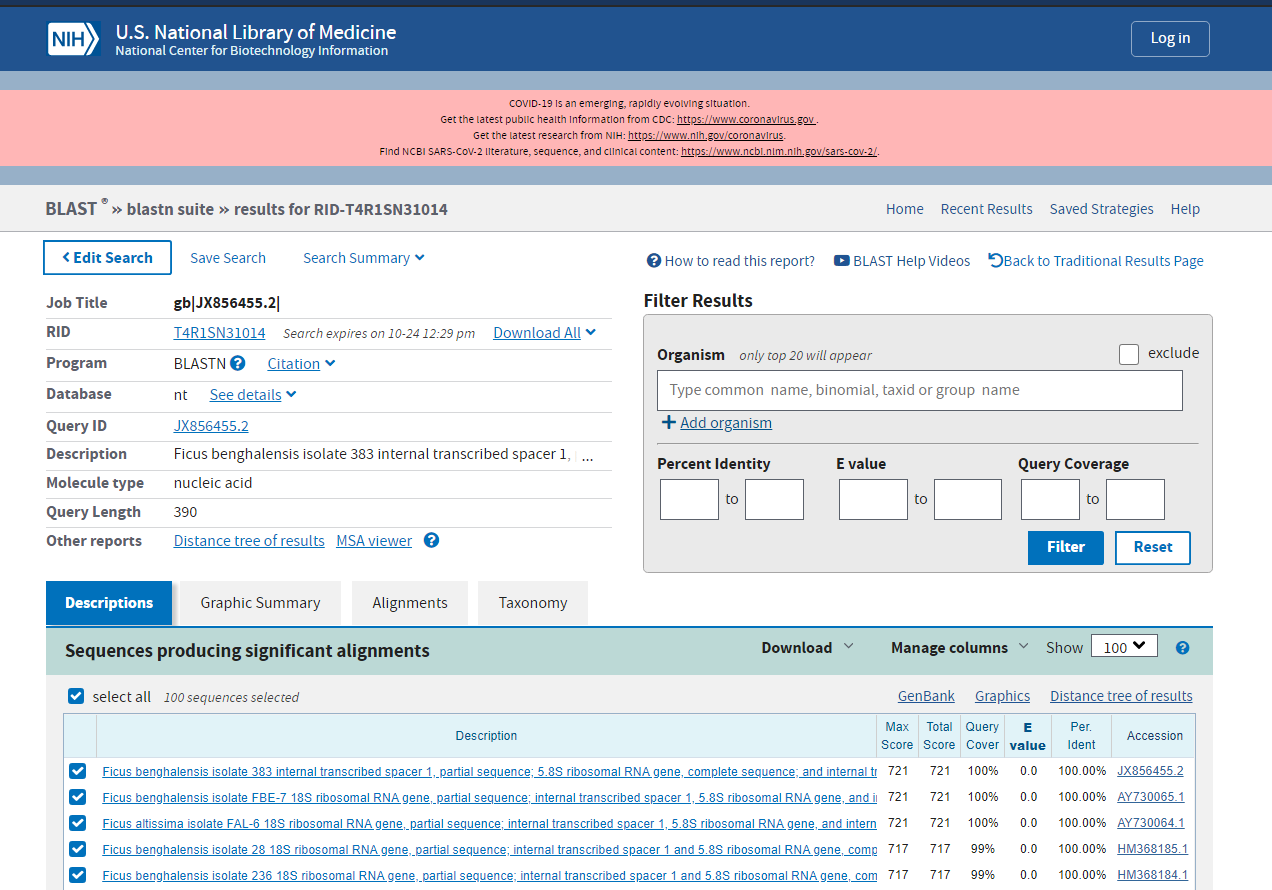 NIH
U.S. National Library of Medicine
National Center for Biotechnology Information
Log in
COVID-19 is an emerging, rapidly evolving situation.
Get the latest public health information from CDC: https://www.coronavirus.gov .
Get the latest research from NIH: https://www.nih.gov/coronavirus.
Find NCBI SARS-CoV-2 literature, sequence, and clinical content: https://www.ncbi.nlm.nih.gov/sars-cov-2/.
BLAST ® » blastn suite » results for RID-T4R1SN31014
Home Recent Results Saved Strategies Help
Edit Search Save Search Search Summary
How to read this report? BLAST Help Videos Back to Traditional Results Page
Job Title gb|JX856455.2|
RID T4R1SN31014 Search expires on 10-24 12:29 pm Download All
Program BLASTN ? Citation
Database nt See details
Query ID JX856455.2
Description Ficus benghalensis isolate 383 internal transcribed spacer 1, ...
Molecule type nucleic acid
Query Length 390
Other reports Distance tree of results MSA viewer ?
Filter Results
Organism only top 20 will appear exclude
Type common name, binomial, taxid or group name
+ Add organism
Percent Identity E value Query Coverage
to to to
Filter Reset
Descriptions Graphic Summary Alignments Taxonomy
Sequences producing significant alignments Download Manage columns Show 100 ?
select all 100 sequences selected GenBank Graphics Distance tree of results
Description Max Score Total Score Query Cover E value Per. Ident Accession
Ficus benghalensis isolate 383 internal transcribed spacer 1, partial sequence; 5.8S ribosomal RNA gene, complete sequence; and internal tr 721 721 100% 0.0 100.00% JX856455.2
Ficus benghalensis isolate FBE-7 18S ribosomal RNA gene, partial sequence; internal transcribed spacer 1, 5.8S ribosomal RNA gene, and i 721 721 100% 0.0 100.00% AY730065.1
Ficus altissima isolate FAL-6 18S ribosomal RNA gene, partial sequence; internal transcribed spacer 1, 5.8S ribosomal RNA gene, and intern 721 721 100% 0.0 100.00% AY730064.1
Ficus benghalensis isolate 28 18S ribosomal RNA gene, partial sequence; internal transcribed spacer 1 and 5.8S ribosomal RNA gene, comp 717 717 99% 0.0 100.00% HM368185.1
Ficus benghalensis isolate 236 18S ribosomal RNA gene, partial sequence; internal transcribed spacer 1 and 5.8S ribosomal RNA gene, com 717 717 99% 0.0 100.00% HM368184.1